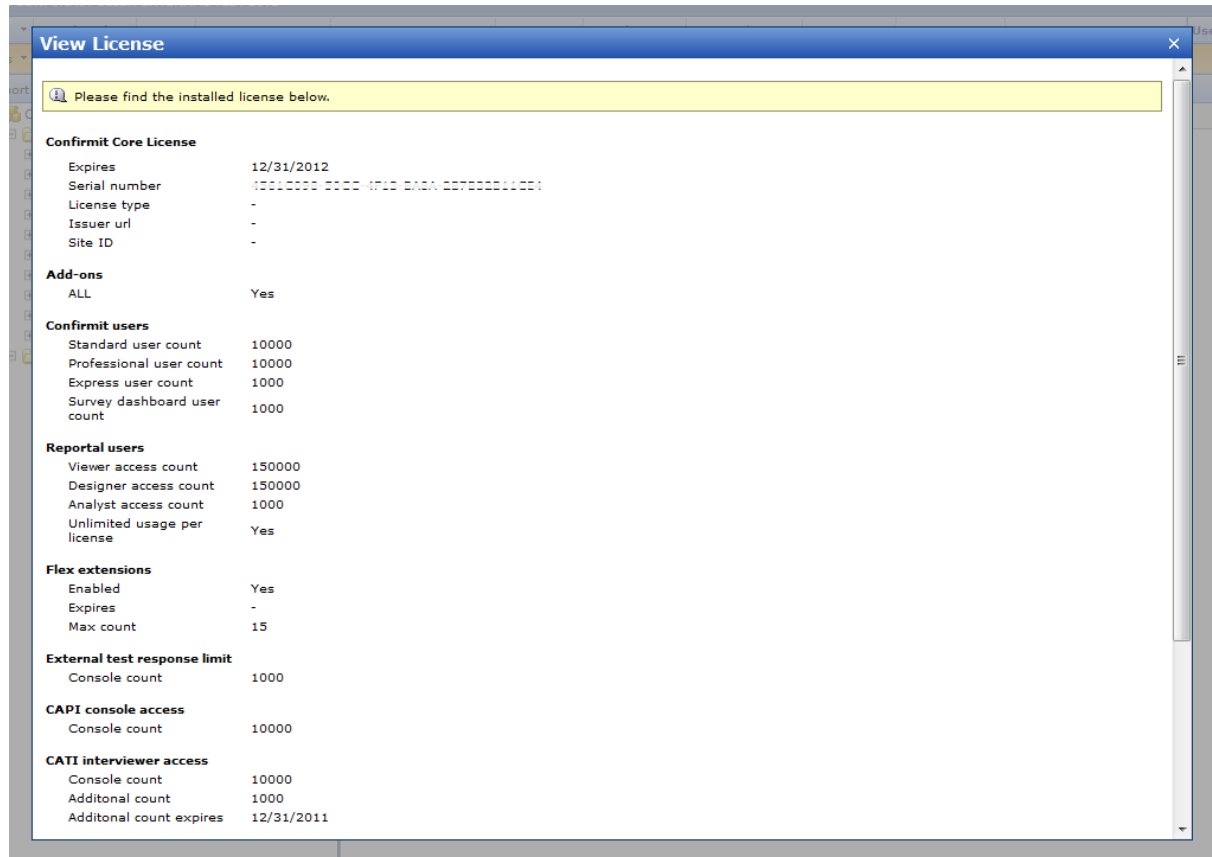 View License
Please find the installed license below.
Confirmit Core License
Expires 12/31/2012
Serial number
License type -
Issuer url -
Site ID -
Add-ons
ALL Yes
Confirmit users
Standard user count 10000
Professional user count 10000
Express user count 1000
Survey dashboard user
count 1000
Reportal users
Viewer access count 150000
Designer access count 150000
Analyst access count 1000
Unlimited usage per
license Yes
Flex extensions
Enabled Yes
Expires -
Max count 15
External test response limit
Console count 1000
CAPI console access
Console count 10000
CATI interviewer access
Console count 10000
Additonal count 1000
Additonal count expires 12/31/2011